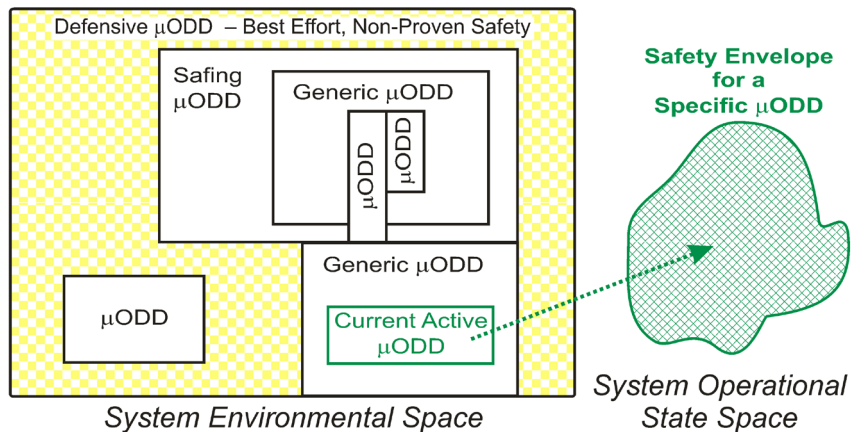 Defensive µODD – Best Effort, Non-Proven Safety
Safing
µODD
Generic µODD
µODD
µODD
Generic µODD
µODD
Current Active
µODD
System Environmental Space
Safety Envelope
for a
Specific µODD
System Operational
State Space